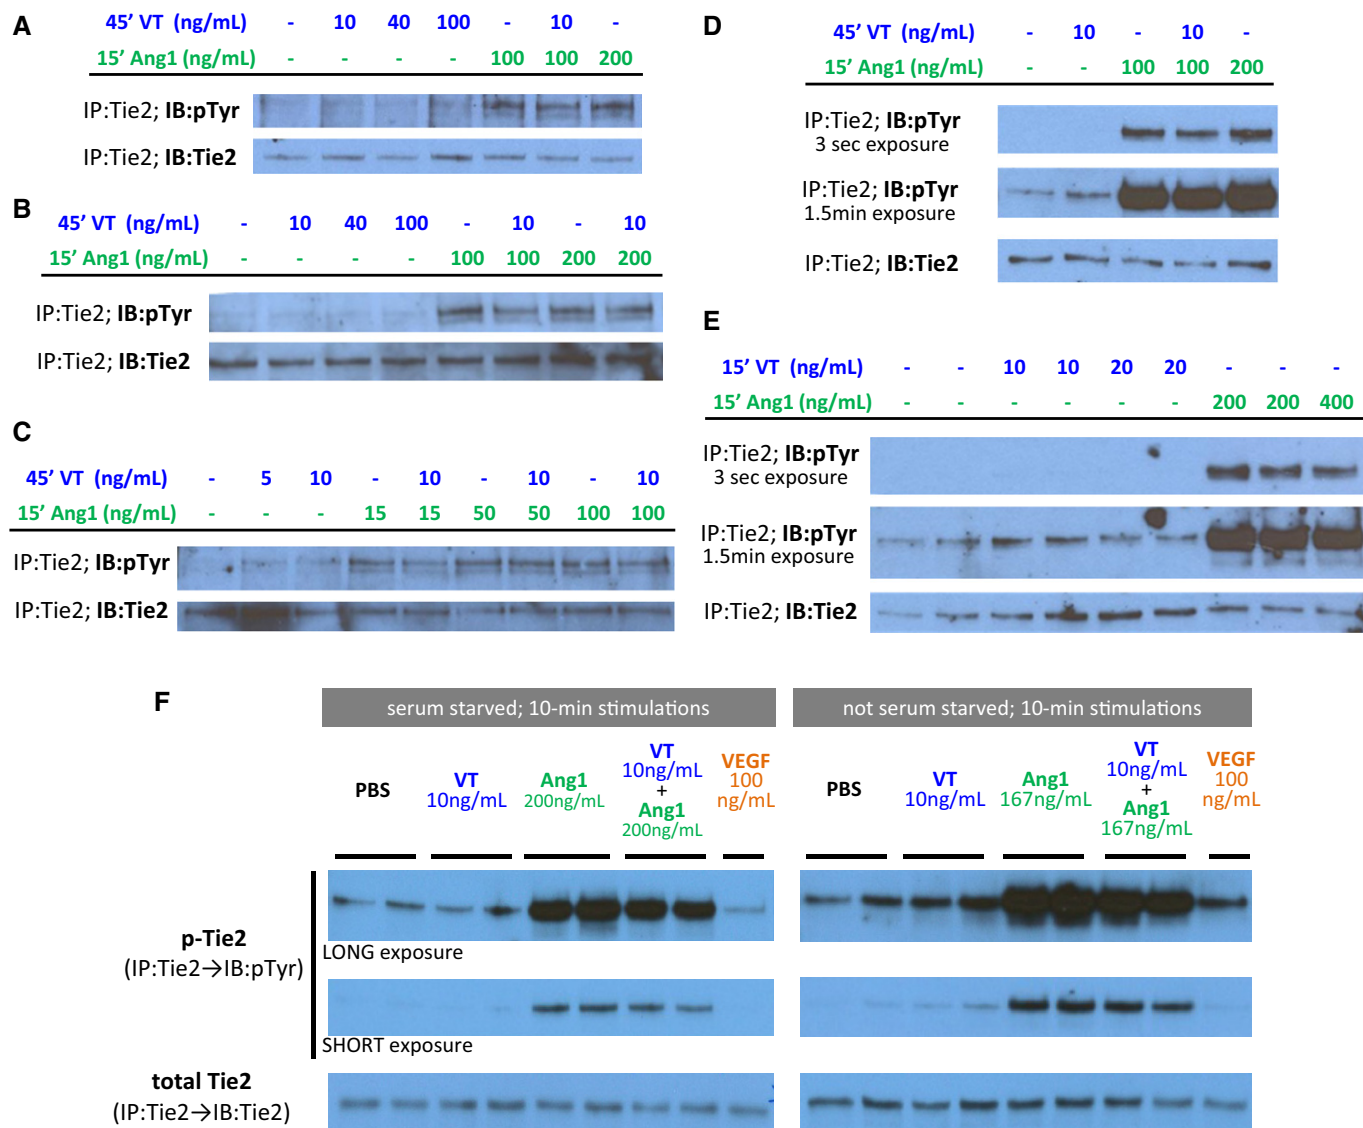 A
45’ VT (ng/mL) - 10 40 100 - 10 -
15’ Ang1 (ng/mL) - - - - 100 100 200
IP:Tie2; IB:pTyr
IP:Tie2; IB:Tie2
B
45’ VT (ng/mL) - 10 40 100 - 10 - 10
15’ Ang1 (ng/mL) - - - - 100 100 200 200
IP:Tie2; IB:pTyr
IP:Tie2; IB:Tie2
C
45’ VT (ng/mL) - 5 10 - 10 - 10 - 10
15’ Ang1 (ng/mL) - - - 15 15 50 50 100 100
IP:Tie2; IB:pTyr
IP:Tie2; IB:Tie2
D
45’ VT (ng/mL) - 10 - 10 -
15’ Ang1 (ng/mL) - - 100 100 200
IP:Tie2; IB:pTyr
3 sec exposure
IP:Tie2; IB:pTyr
1.5min exposure
IP:Tie2; IB:Tie2
E
15’ VT (ng/mL) - - 10 10 20 20 - - -
15’ Ang1 (ng/mL) - - - - - - 200 200 400
IP:Tie2; IB:pTyr
3 sec exposure
IP:Tie2; IB:pTyr
1.5min exposure
IP:Tie2; IB:Tie2
F
serum starved; 10-min stimulations
PBS
VT
10ng/mL
Ang1
200ng/mL
VT
10ng/mL
+
Ang1
200ng/mL
VEGF
100
ng/mL
not serum starved; 10-min stimulations
PBS
VT
10ng/mL
Ang1
167ng/mL
VT
10ng/mL
+
Ang1
167ng/mL
VEGF
100
ng/mL
p-Tie2
(IP:Tie2→IB:pTyr)
LONG exposure
SHORT exposure
total Tie2
(IP:Tie2→IB:Tie2)